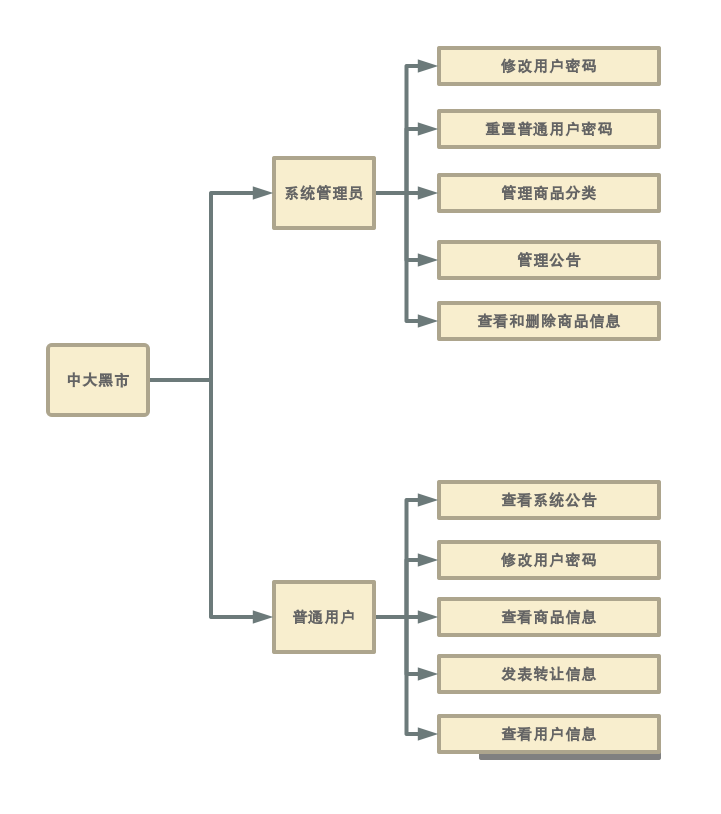 中大黑市
系统管理员
修改用户密码
重置普通用户密码
管理商品分类
管理公告
查看和删除商品信息
普通用户
查看系统公告
修改用户密码
查看商品信息
发表转让信息
查看用户信息